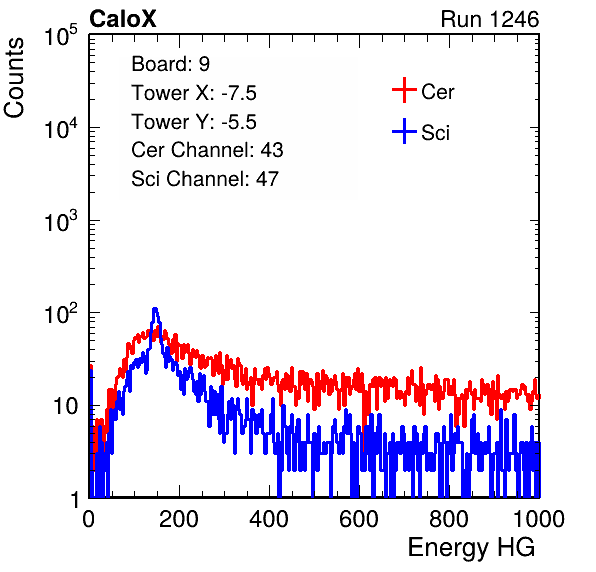 CaloX Run 1246
Counts
Board: 9
Tower X: -7.5
Tower Y: -5.5
Cer Channel: 43
Sci Channel: 47
Cer
Sci
10^5
10^4
10^3
10^2
10
1
0 200 400 600 800 1000
Energy HG